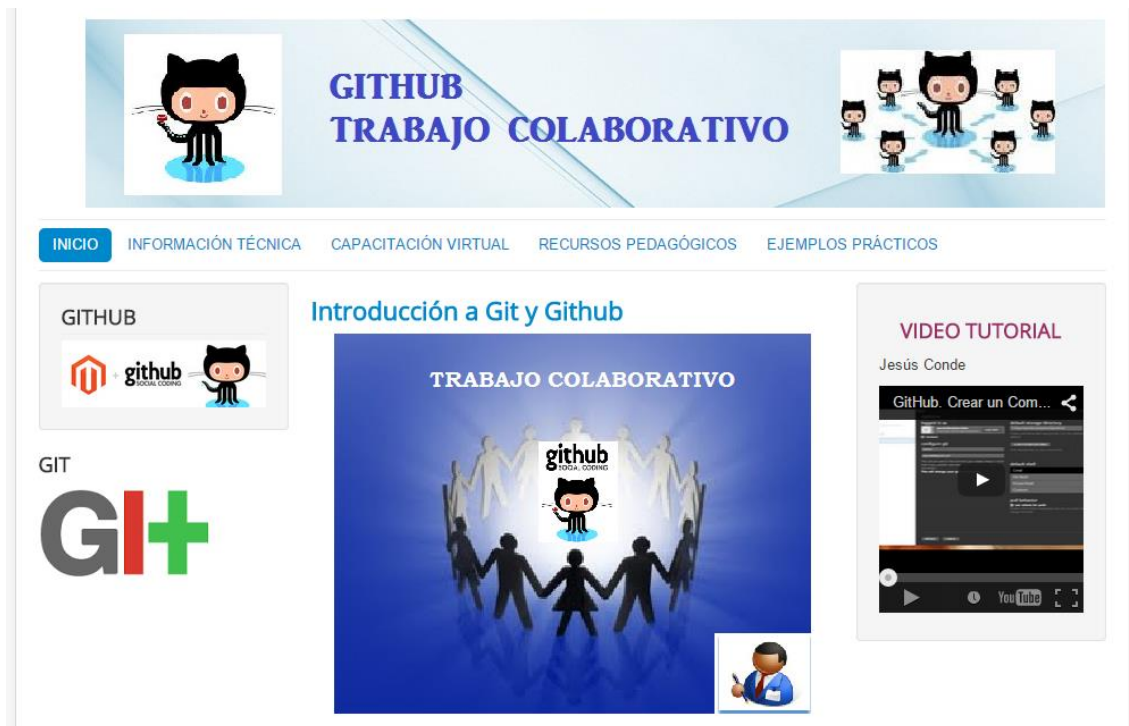 GITHUB
TRABAJO COLABORATIVO
INICIO INFORMACIÓN TÉCNICA CAPACITACIÓN VIRTUAL RECURSOS PEDAGÓGICOS EJEMPLOS PRÁCTICOS
GITHUB
github
SOCIAL CODING
GIT
GIt
Introducción a Git y Github
TRABAJO COLABORATIVO
github
SOCIAL CODING
VIDEO TUTORIAL
Jesús Conde
GitHub. Crear un Com...
YouTube